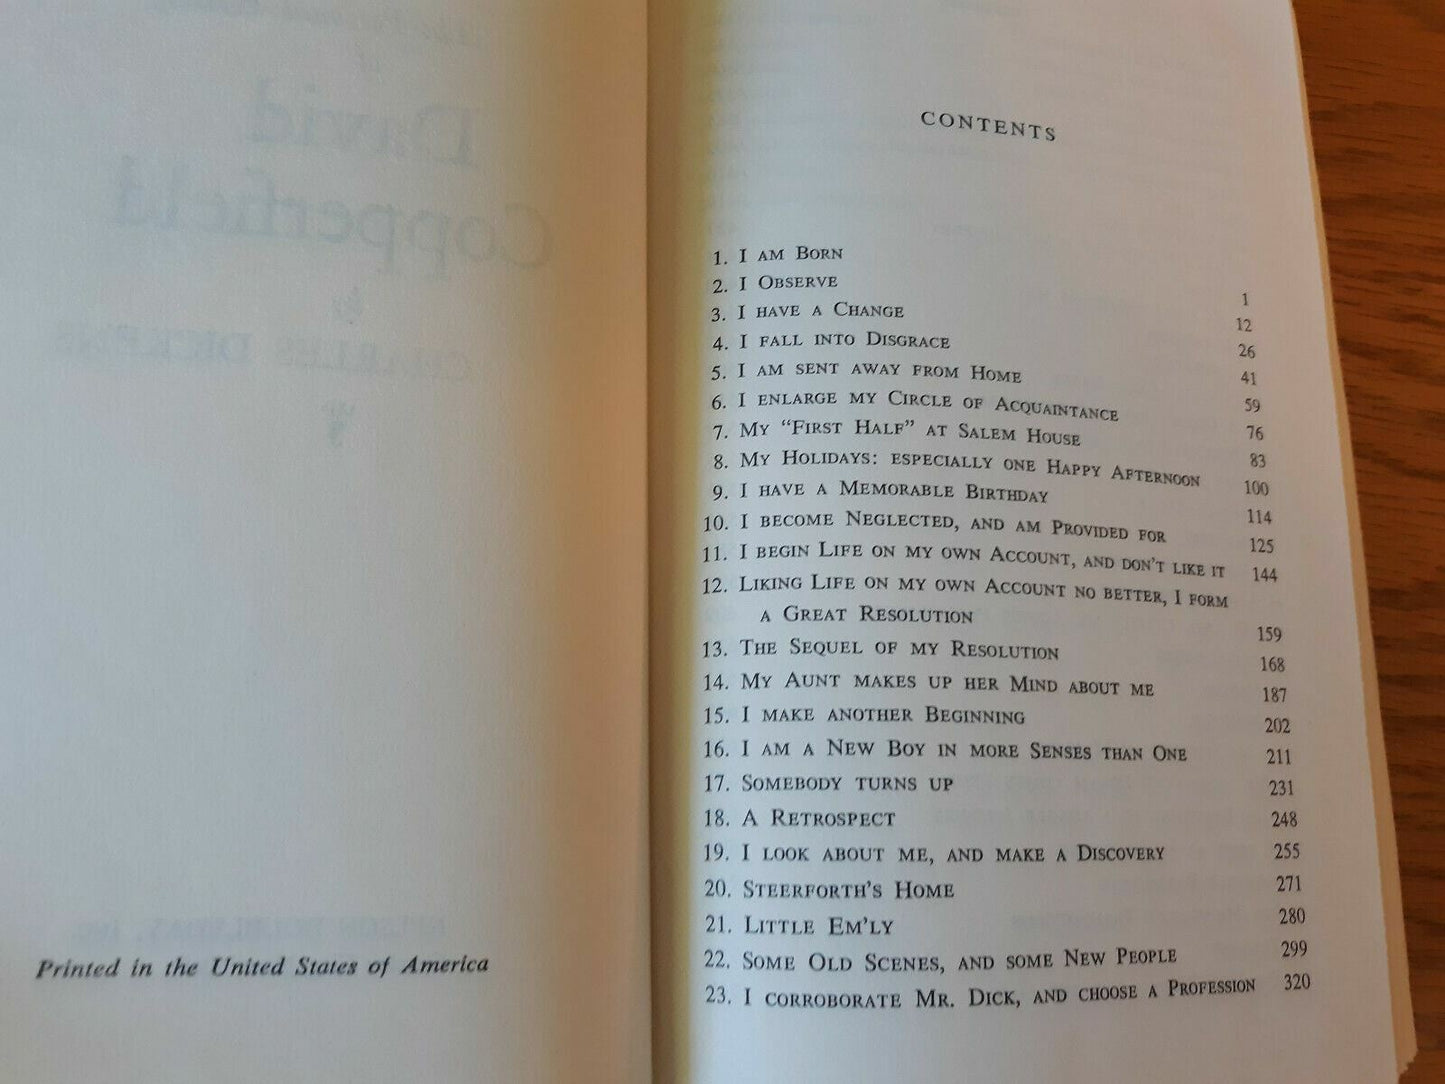 David
Copperfield
by
CHARLES DICKENS
Printed in the United States of America
CONTENTS
1. I AM BORN 1
2. I OBSERVE 12
3. I HAVE A CHANGE 26
4. I FALL INTO DISGRACE 41
5. I AM SENT AWAY FROM HOME 59
6. I ENLARGE MY CIRCLE OF ACQUAINTANCE 76
7. MY "FIRST HALF" AT SALEM HOUSE 83
8. MY HOLIDAYS: ESPECIALLY ONE HAPPY AFTERNOON 100
9. I HAVE A MEMORABLE BIRTHDAY 114
10. I BECOME NEGLECTED, AND AM PROVIDED FOR 125
11. I BEGIN LIFE ON MY OWN ACCOUNT, AND DON'T LIKE IT 144
12. LIKING LIFE ON MY OWN ACCOUNT NO BETTER, I FORM
A GREAT RESOLUTION 159
13. THE SEQUEL OF MY RESOLUTION 168
14. MY AUNT MAKES UP HER MIND ABOUT ME 187
15. I MAKE ANOTHER BEGINNING 202
16. I AM A NEW BOY IN MORE SENSES THAN ONE 211
17. SOMEBODY TURNS UP 231
18. A RETROSPECT 248
19. I LOOK ABOUT ME, AND MAKE A DISCOVERY 255
20. STEERFORTH'S HOME 271
21. LITTLE EM'LY 280
22. SOME OLD SCENES, AND SOME NEW PEOPLE 299
23. I CORROBORATE MR. DICK, AND CHOOSE A PROFESSION 320